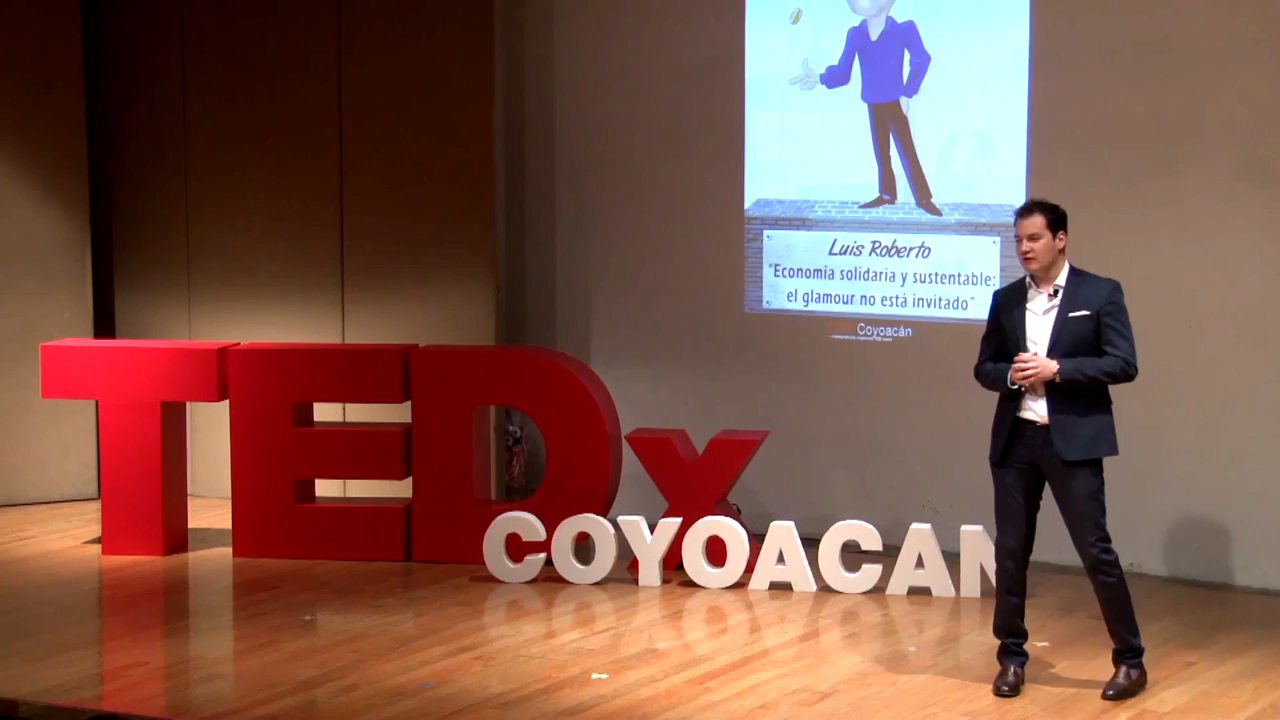 Luis Roberto
"Economía solidaria y sustentable:
el glamour no está invitado"
Coyoacán
TEDx
COYOACAN